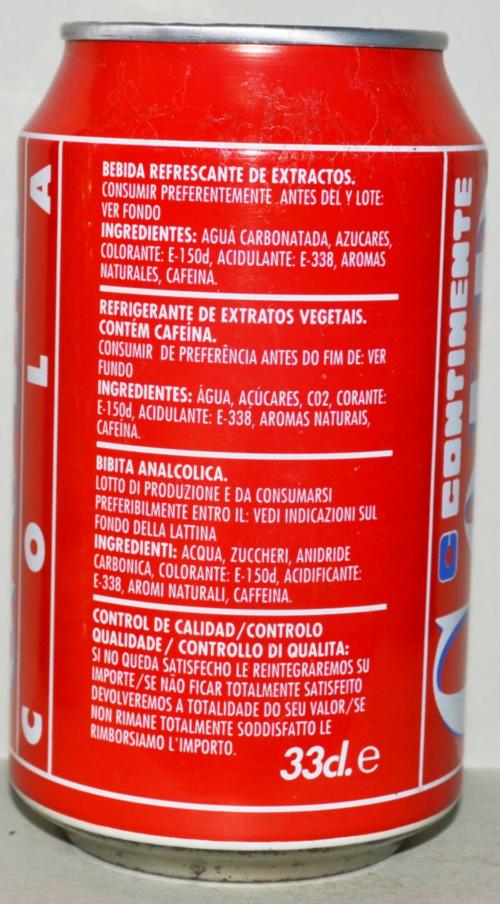 BEBIDA REFRESCANTE DE EXTRACTOS.
CONSUMIR PREFERENTEMENTE ANTES DEL Y LOTE:
VER FONDO
INGREDIENTES: AGUA CARBONATADA, AZUCARES,
COLORANTE: E-150d, ACIDULANTE: E-338, AROMAS
NATURALES, CAFEINA.
REFRIGERANTE DE EXTRATOS VEGETAIS.
CONTÉM CAFEÍNA.
CONSUMIR DE PREFERÊNCIA ANTES DO FIM DE: VER
FUNDO
INGREDIENTES: ÁGUA, AÇÚCARES, CO2, CORANTE:
E-150d, ACIDULANTE: E-338, AROMAS NATURAIS,
CAFEÍNA.
BIBITA ANALCOLICA.
LOTTO DI PRODUZIONE E DA CONSUMARSI
PREFERIBILMENTE ENTRO IL: VEDI INDICAZIONI SUL
FONDO DELLA LATTINA
INGREDIENTI: ACQUA, ZUCCHERI, ANIDRIDE
CARBONICA, COLORANTE: E-150d, ACIDIFICANTE:
E-338, AROMI NATURALI, CAFFEINA.
CONTROL DE CALIDAD/CONTROLO
QUALIDADE/ CONTROLLO DI QUALITA:
SI NO QUEDA SATISFECHO LE REINTEGRAREMOS SU
IMPORTE/SE NÃO FICAR TOTALMENTE SATISFEITO
DEVOLVEREMOS A TOTALIDADE DO SEU VALOR/SE
NON RIMANE TOTALMENTE SODDISFATTO LE
RIMBORSIAMO L'IMPORTO.
33cl. e
COLA
C CONTINENTE